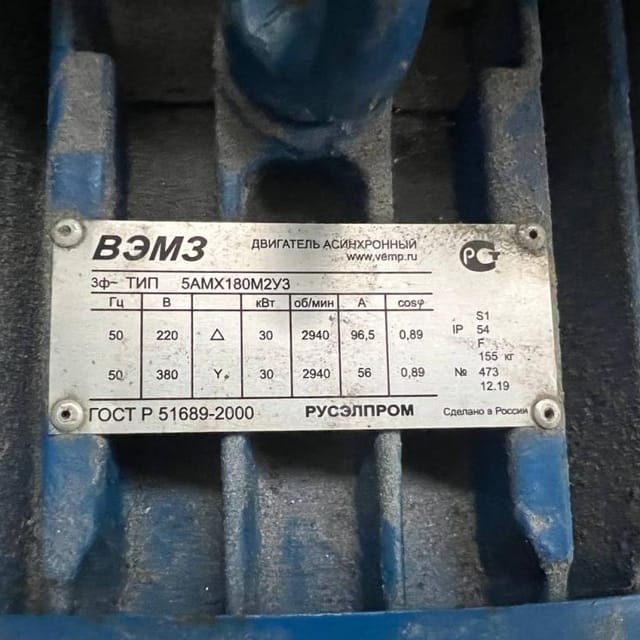 ВЭМЗ ДВИГАТЕЛЬ АСИНХРОННЫЙ
www.vemp.ru
РСТ
3ф~ ТИП 5АМХ180М2У3
Гц В кВт об/мин А cosφ
50 220 △ 30 2940 96,5 0,89
50 380 Y 30 2940 56 0,89
S1
IP 54
F
155 кг
№ 473
12.19
ГОСТ Р 51689-2000 РУСЭЛПРОМ Сделано в России